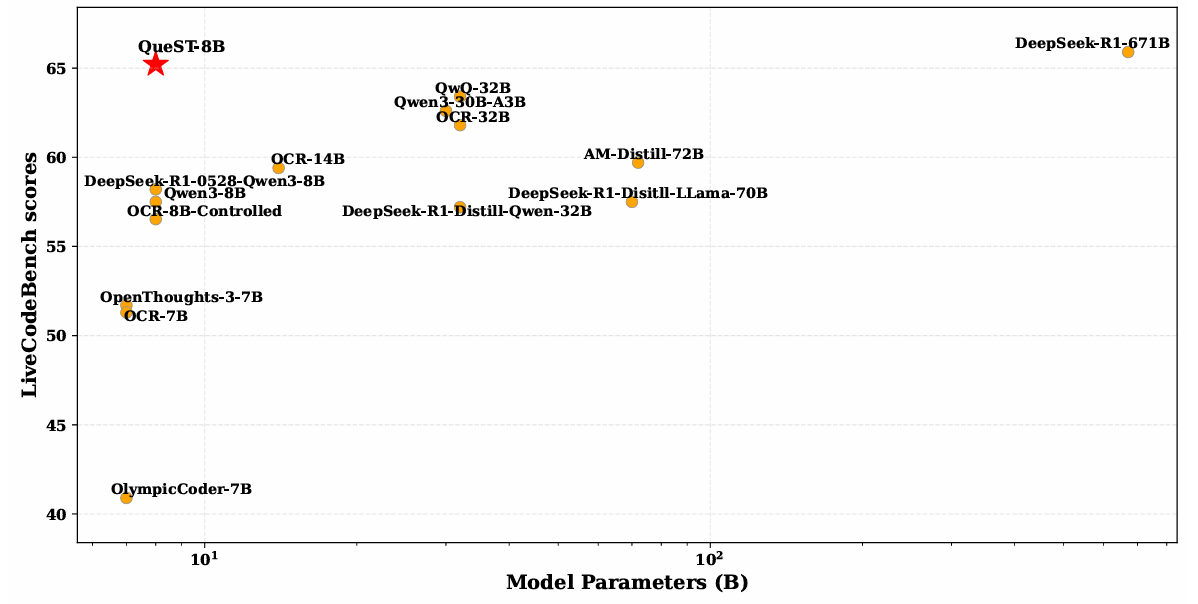 QueST-8B
DeepSeek-R1-671B
QwQ-32B
Qwen3-30B-A3B
OCR-32B
AM-Distill-72B
OCR-14B
DeepSeek-R1-0528-Qwen3-8B
Qwen3-8B
DeepSeek-R1-Disitll-LLama-70B
OCR-8B-Controlled
DeepSeek-R1-Distill-Qwen-32B
OpenThoughts-3-7B
OCR-7B
OlympicCoder-7B
65
60
55
50
45
40
LiveCodeBench scores
10¹
10²
Model Parameters (B)